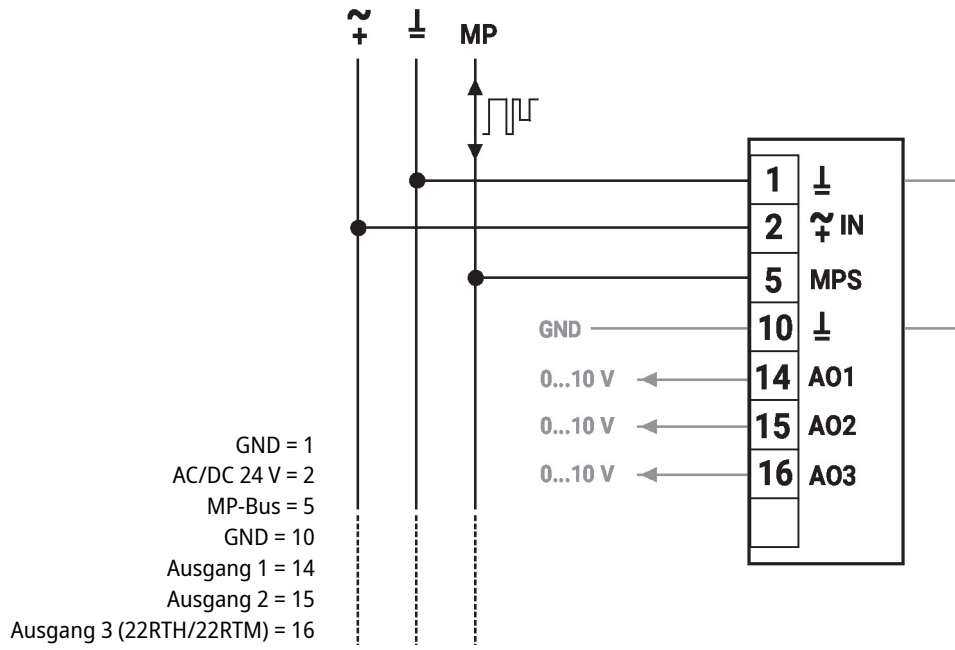 ~ + ⊥ MP
1 ⊥
2 ~ + IN
5 MPS
GND 10 ⊥
0...10 V 14 AO1
0...10 V 15 AO2
0...10 V 16 AO3
GND = 1
AC/DC 24 V = 2
MP-Bus = 5
GND = 10
Ausgang 1 = 14
Ausgang 2 = 15
Ausgang 3 (22RTH/22RTM) = 16